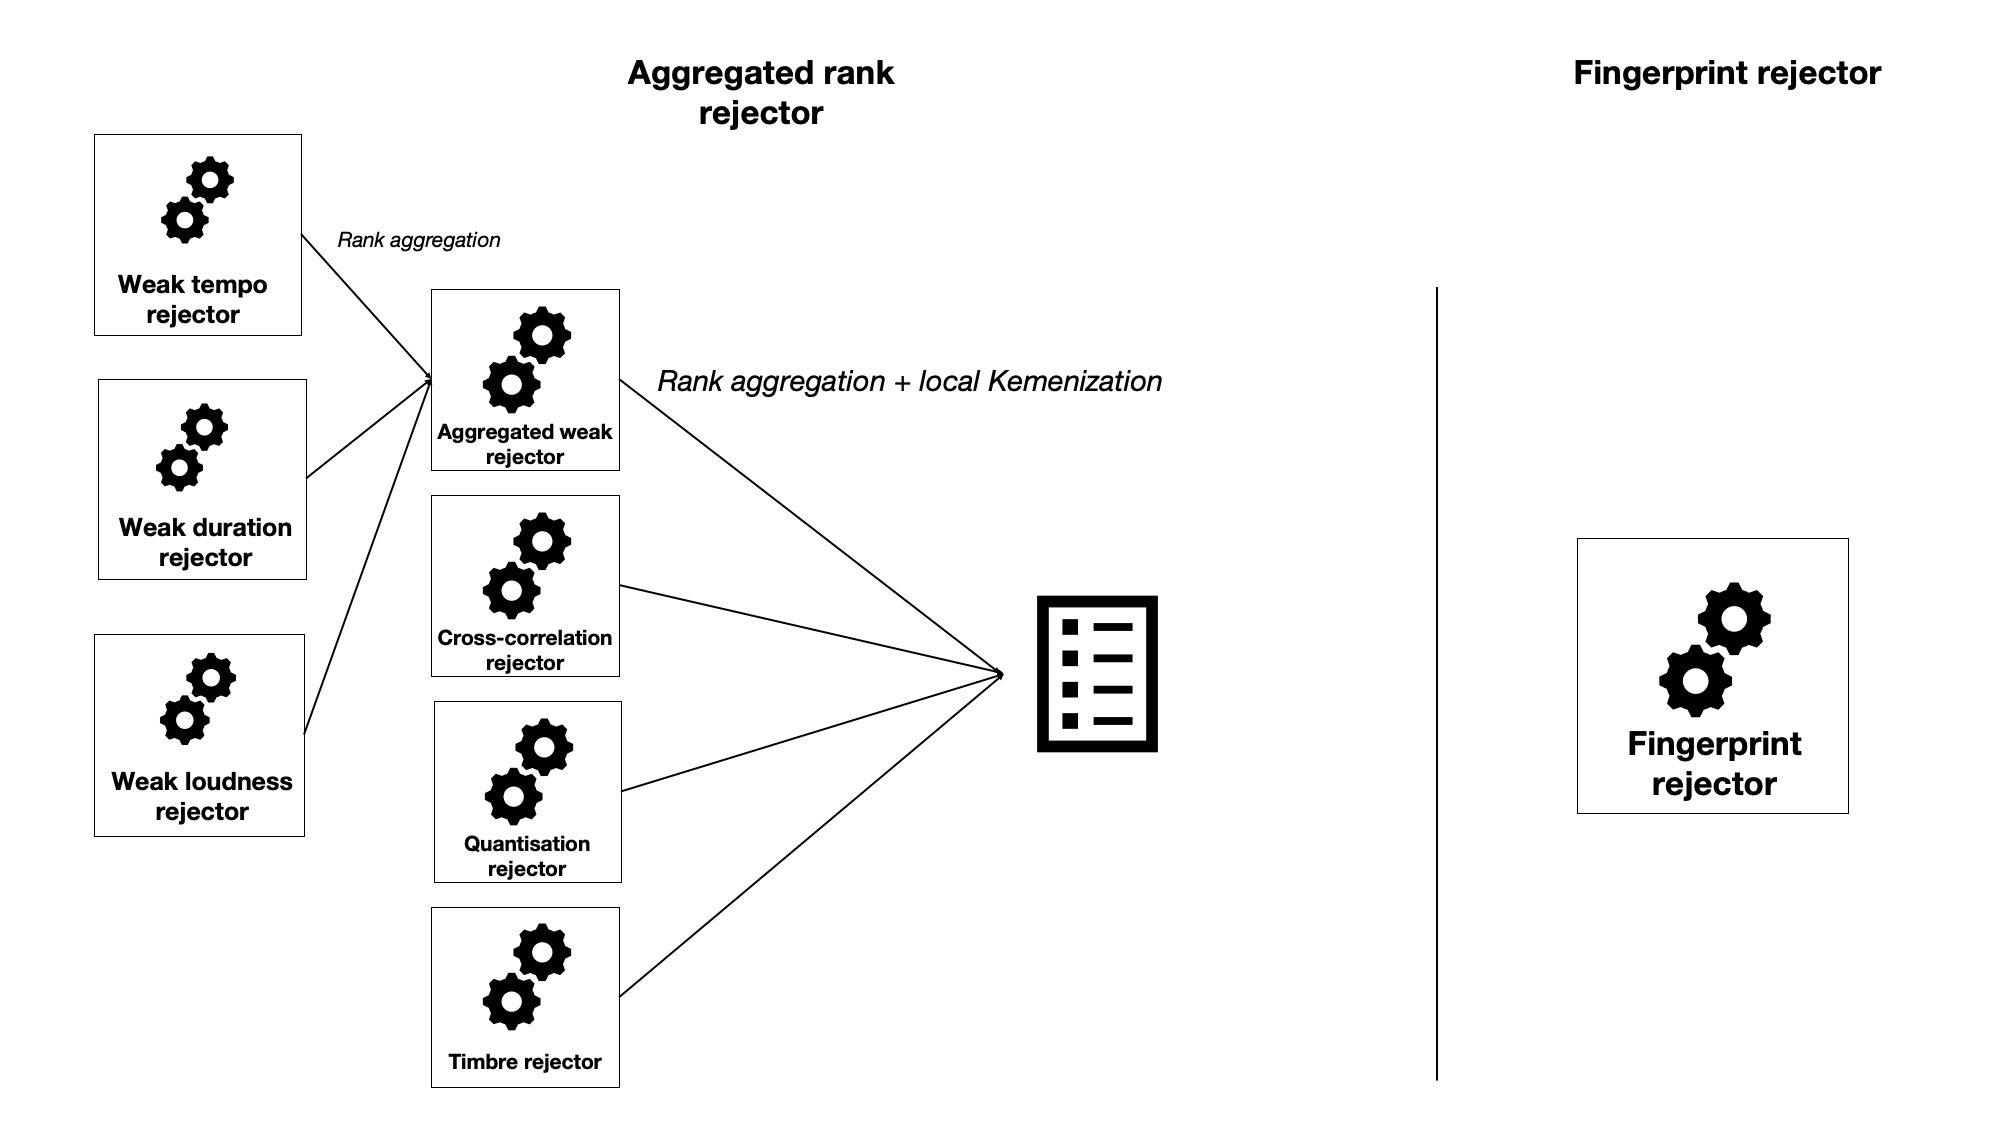 Aggregated rank
rejector
Fingerprint rejector
Weak tempo
rejector
Rank aggregation
Weak duration
rejector
Weak loudness
rejector
Aggregated weak
rejector
Rank aggregation + local Kemenization
Cross-correlation
rejector
Quantisation
rejector
Timbre rejector
Fingerprint
rejector